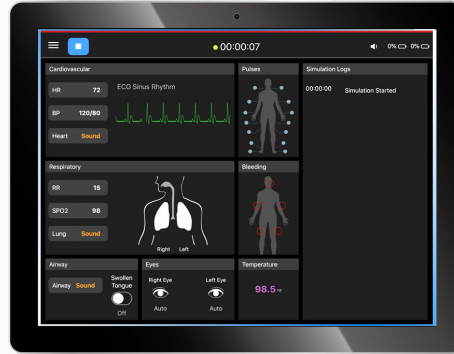 00:00:07
0% 0%
Cardiovascular
HR 72
ECG Sinus Rhythm
BP 120/80
Heart Sound
Pulses
Simulation Logs
00:00:00 Simulation Started
Respiratory
RR 15
SPO2 98
Lung Sound
Right Left
Bleeding
Airway
Airway Sound
Swollen
Tongue
Off
Eyes
Right Eye Left Eye
Auto Auto
Temperature
98.5 °F